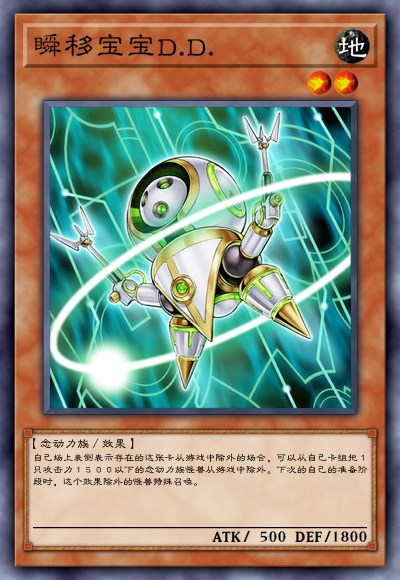 瞬移宝宝D.D.
地
【念动力族／效果】
自己场上表侧表示存在的这张卡从游戏中除外的场合，可以从自己卡组把1
只攻击力1500以下的念动力族怪兽从游戏中除外。下次的自己的准备阶
段时，这个效果除外的怪兽特殊召唤。
ATK/ 500 DEF/1800